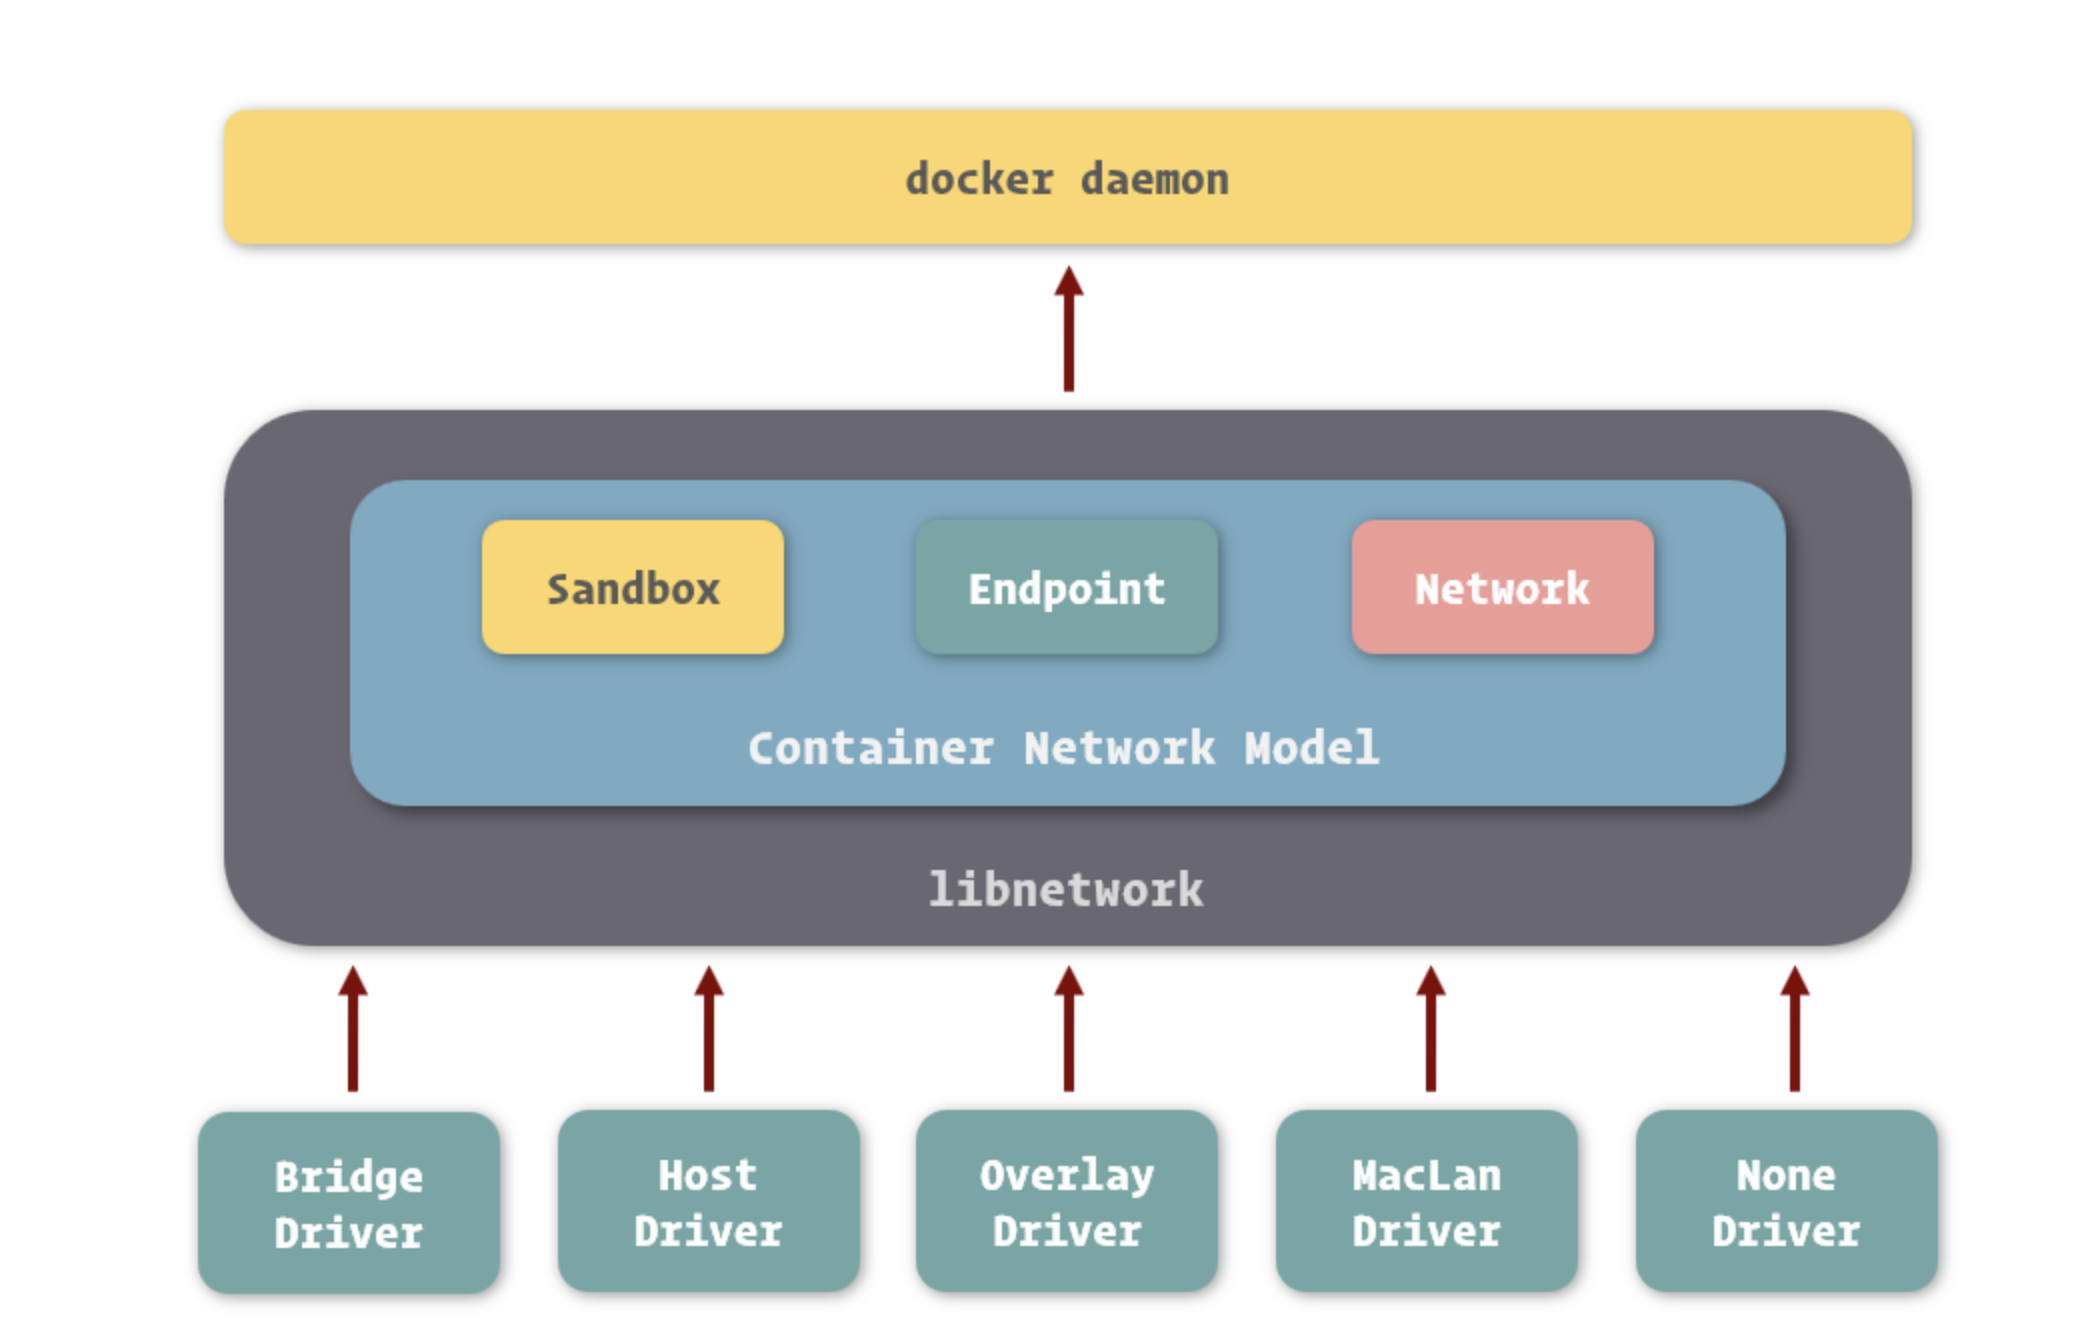 docker daemon
Sandbox
Endpoint
Network
Container Network Model
libnetwork
Bridge
Driver
Host
Driver
Overlay
Driver
MacLan
Driver
None
Driver